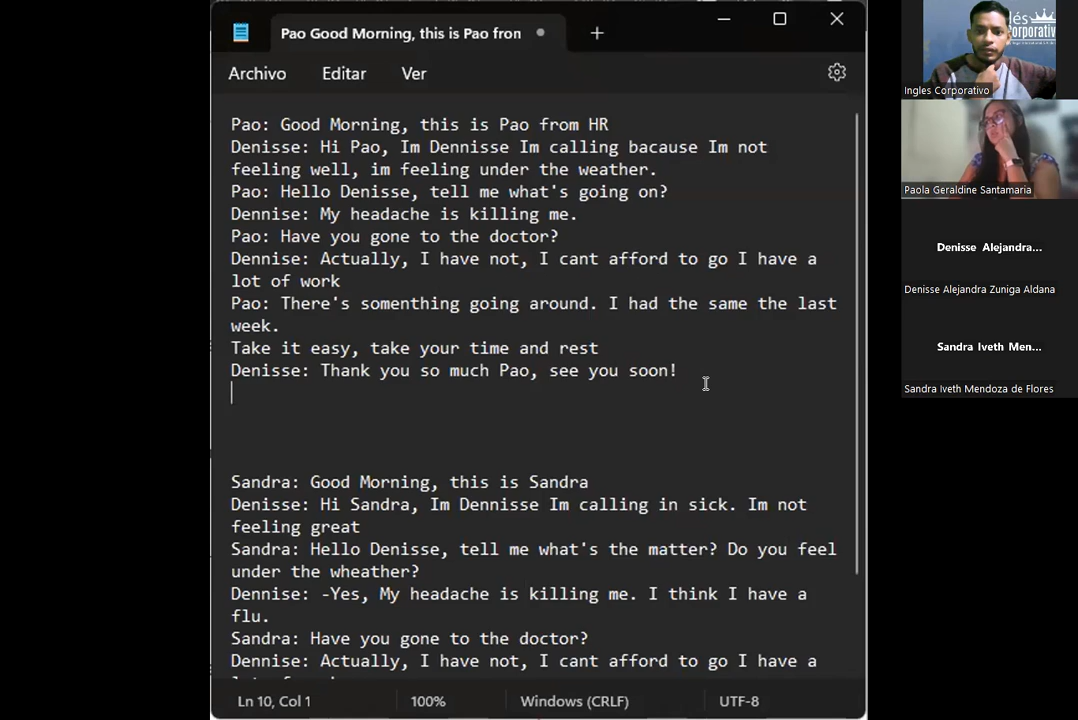 Pao Good Morning, this is Pao fron
Archivo Editar Ver
Pao: Good Morning, this is Pao from HR
Denisse: Hi Pao, Im Dennisse Im calling bacause Im not
feeling well, im feeling under the weather.
Pao: Hello Denisse, tell me what's going on?
Dennise: My headache is killing me.
Pao: Have you gone to the doctor?
Dennise: Actually, I have not, I cant afford to go I have a
lot of work
Pao: There's somenthing going around. I had the same the last
week.
Take it easy, take your time and rest
Denisse: Thank you so much Pao, see you soon!
Sandra: Good Morning, this is Sandra
Denisse: Hi Sandra, Im Dennisse Im calling in sick. Im not
feeling great
Sandra: Hello Denisse, tell me what's the matter? Do you feel
under the wheather?
Dennise: -Yes, My headache is killing me. I think I have a
flu.
Sandra: Have you gone to the doctor?
Dennise: Actually, I have not, I cant afford to go I have a
Ln 10, Col 1 100% Windows (CRLF) UTF-8
Ingles Corporativo
Paola Geraldine Santamaria
Denisse Alejandra...
Denisse Alejandra Zuniga Aldana
Sandra Iveth Men...
Sandra Iveth Mendoza de Flores